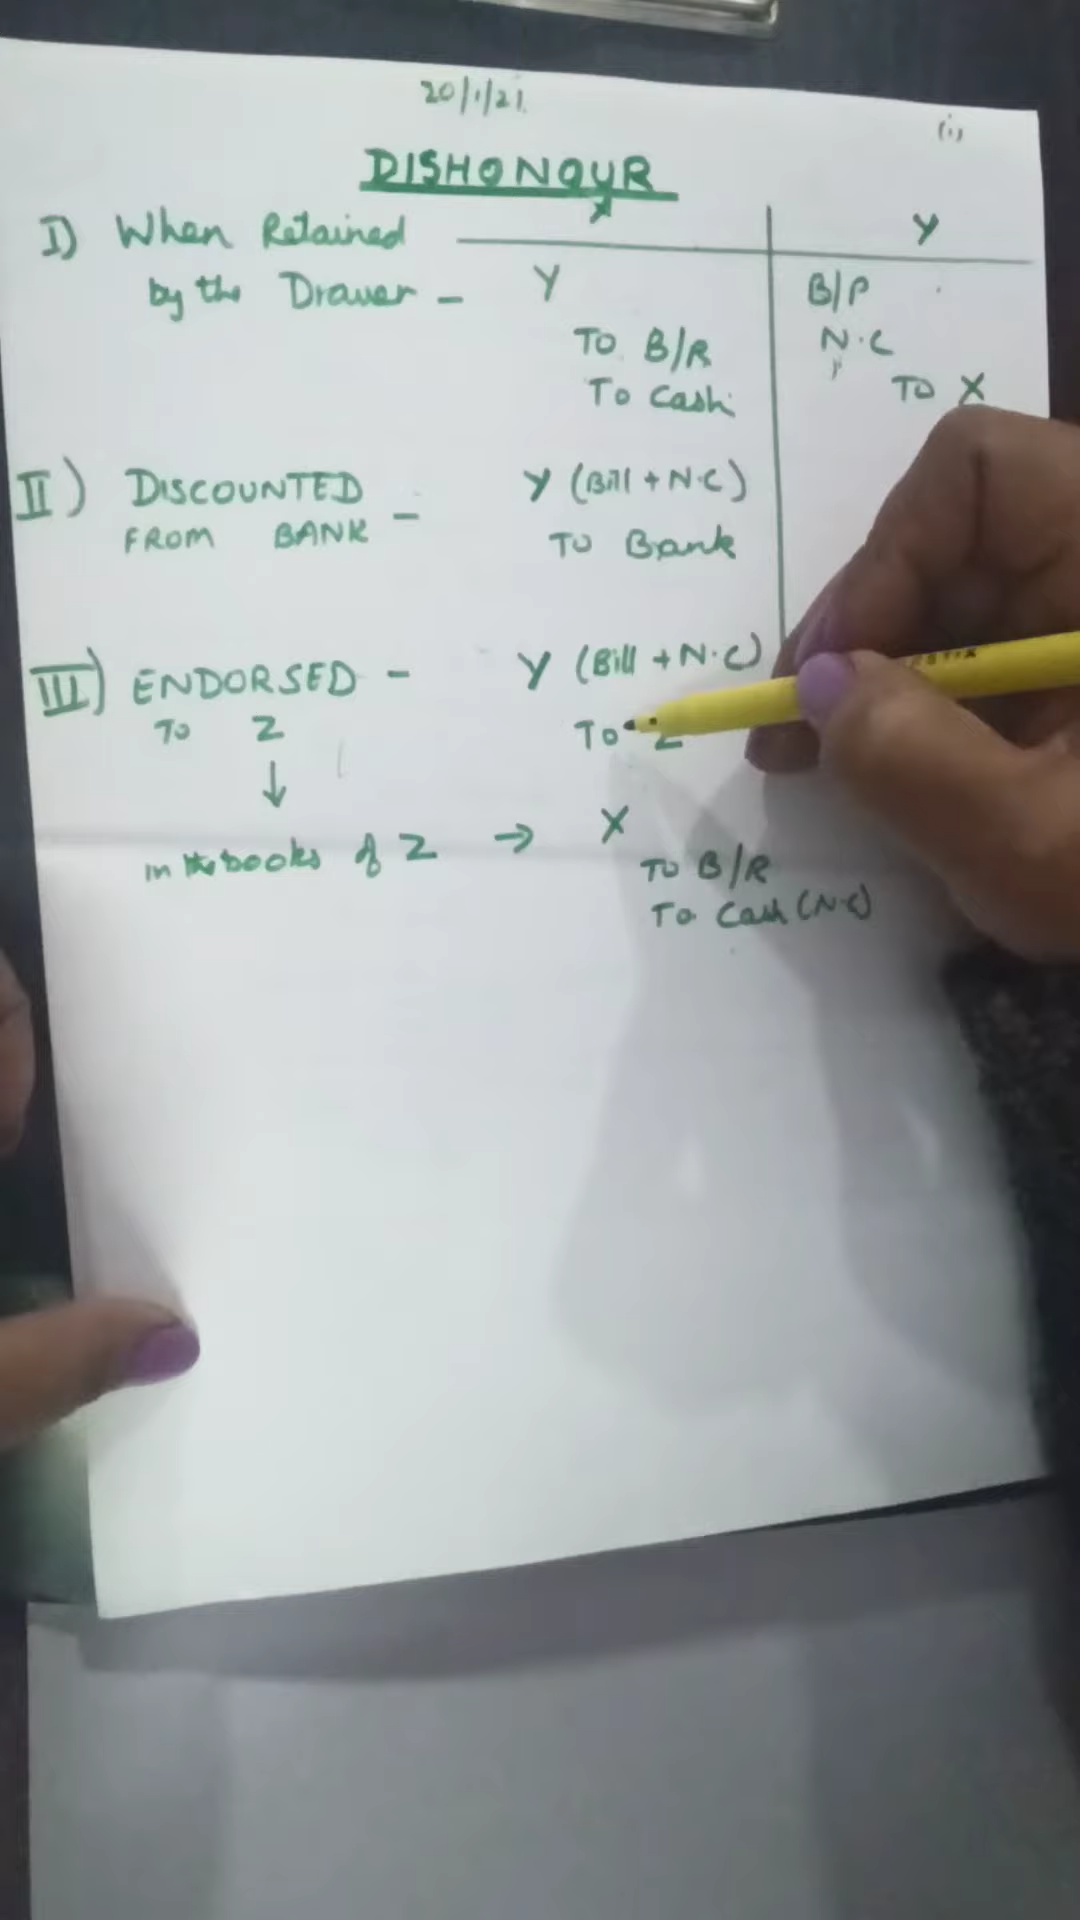 20/1/21
(i)
DISHONOUR
X
Y
I) When Retained
by the Drawer -
Y
To B/R
To Cash
B/P
N.C
To X
II) DISCOUNTED
FROM BANK -
Y (Bill + N.C)
To Bank
III) ENDORSED -
To Z
Y (Bill + N.C)
To Z
↓
in the books of Z →
X
To B/R
To Cash (N.C)